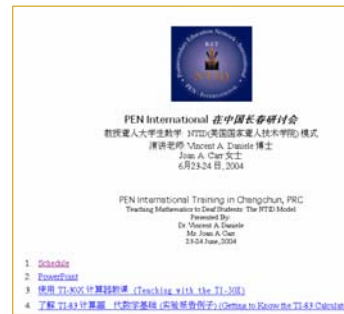 R·I·T
NTID
PEN-INTERNATIONAL
PEN International 在中国长春研讨会
教授聋人大学生数学: NTID(美国国家聋人技术学院) 模式
演讲老师 Vincent A. Daniele 博士
Joan A. Carr 女士
6月23-24 日, 2004
PEN International Training in Changchun, PRC
Teaching Mathematics to Deaf Students: The NTID Model
Presented By:
Dr. Vincent A. Daniele
Ms. Joan A. Carr
23-24 June, 2004
1. Schedule
2. PowerPoint
3. 使用 TI-30X 计算器教课 (Teaching with the TI-30X)
4. 了解 TI-83 计算器 代数学基础 (实验报告例子) (Getting to Know the TI-83 Calculat